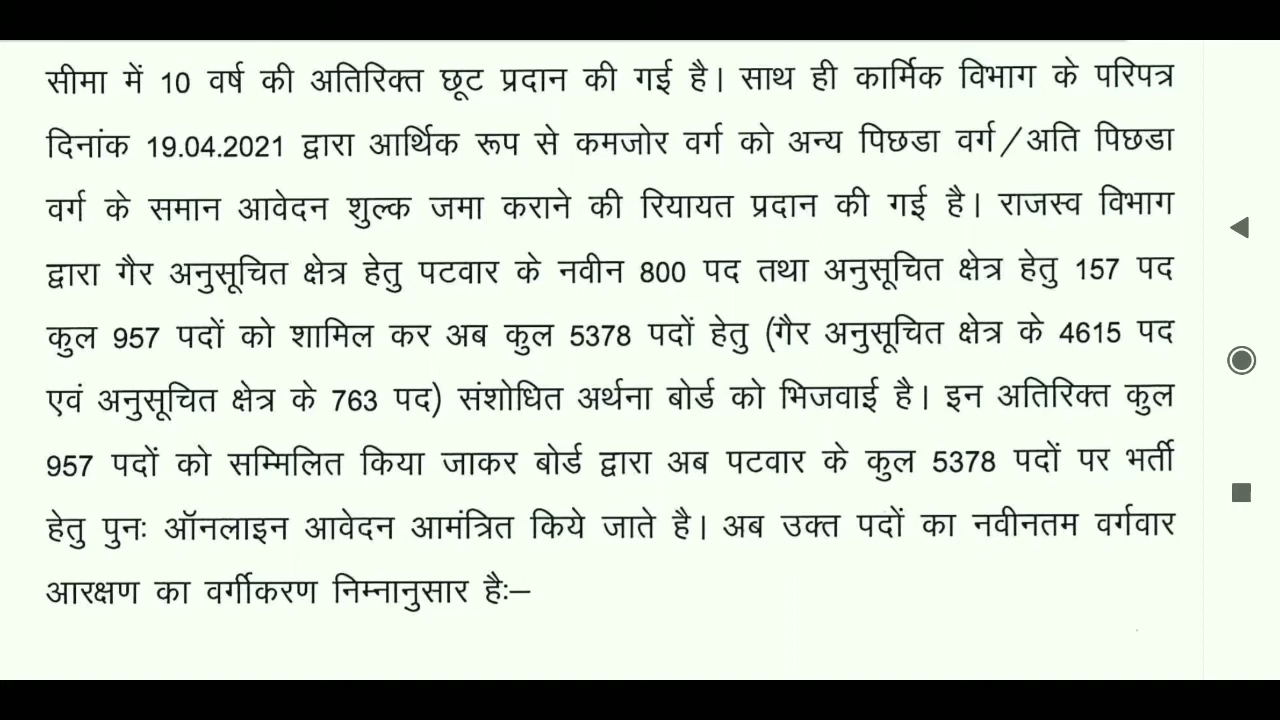 सीमा में 10 वर्ष की अतिरिक्त छूट प्रदान की गई है। साथ ही कार्मिक विभाग के परिपत्र
दिनांक 19.04.2021 द्वारा आर्थिक रूप से कमजोर वर्ग को अन्य पिछडा वर्ग/अति पिछडा
वर्ग के समान आवेदन शुल्क जमा कराने की रियायत प्रदान की गई है। राजस्व विभाग
द्वारा गैर अनुसूचित क्षेत्र हेतु पटवार के नवीन 800 पद तथा अनुसूचित क्षेत्र हेतु 157 पद
कुल 957 पदों को शामिल कर अब कुल 5378 पदों हेतु (गैर अनुसूचित क्षेत्र के 4615 पद
एवं अनुसूचित क्षेत्र के 763 पद) संशोधित अर्थना बोर्ड को भिजवाई है। इन अतिरिक्त कुल
957 पदों को सम्मिलित किया जाकर बोर्ड द्वारा अब पटवार के कुल 5378 पदों पर भर्ती
हेतु पुनः ऑनलाइन आवेदन आमंत्रित किये जाते है। अब उक्त पदों का नवीनतम वर्गवार
आरक्षण का वर्गीकरण निम्नानुसार हैः–